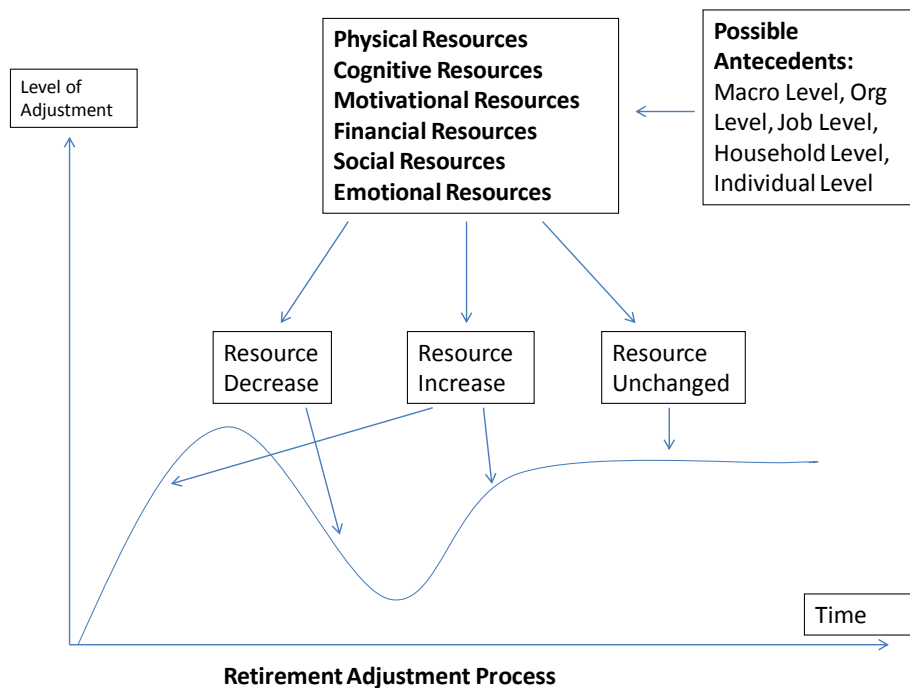 Physical Resources
Cognitive Resources
Motivational Resources
Financial Resources
Social Resources
Emotional Resources
Possible
Antecedents:
Macro Level, Org
Level, Job Level,
Household Level,
Individual Level
Level of
Adjustment
Resource
Decrease
Resource
Increase
Resource
Unchanged
Time
Retirement Adjustment Process